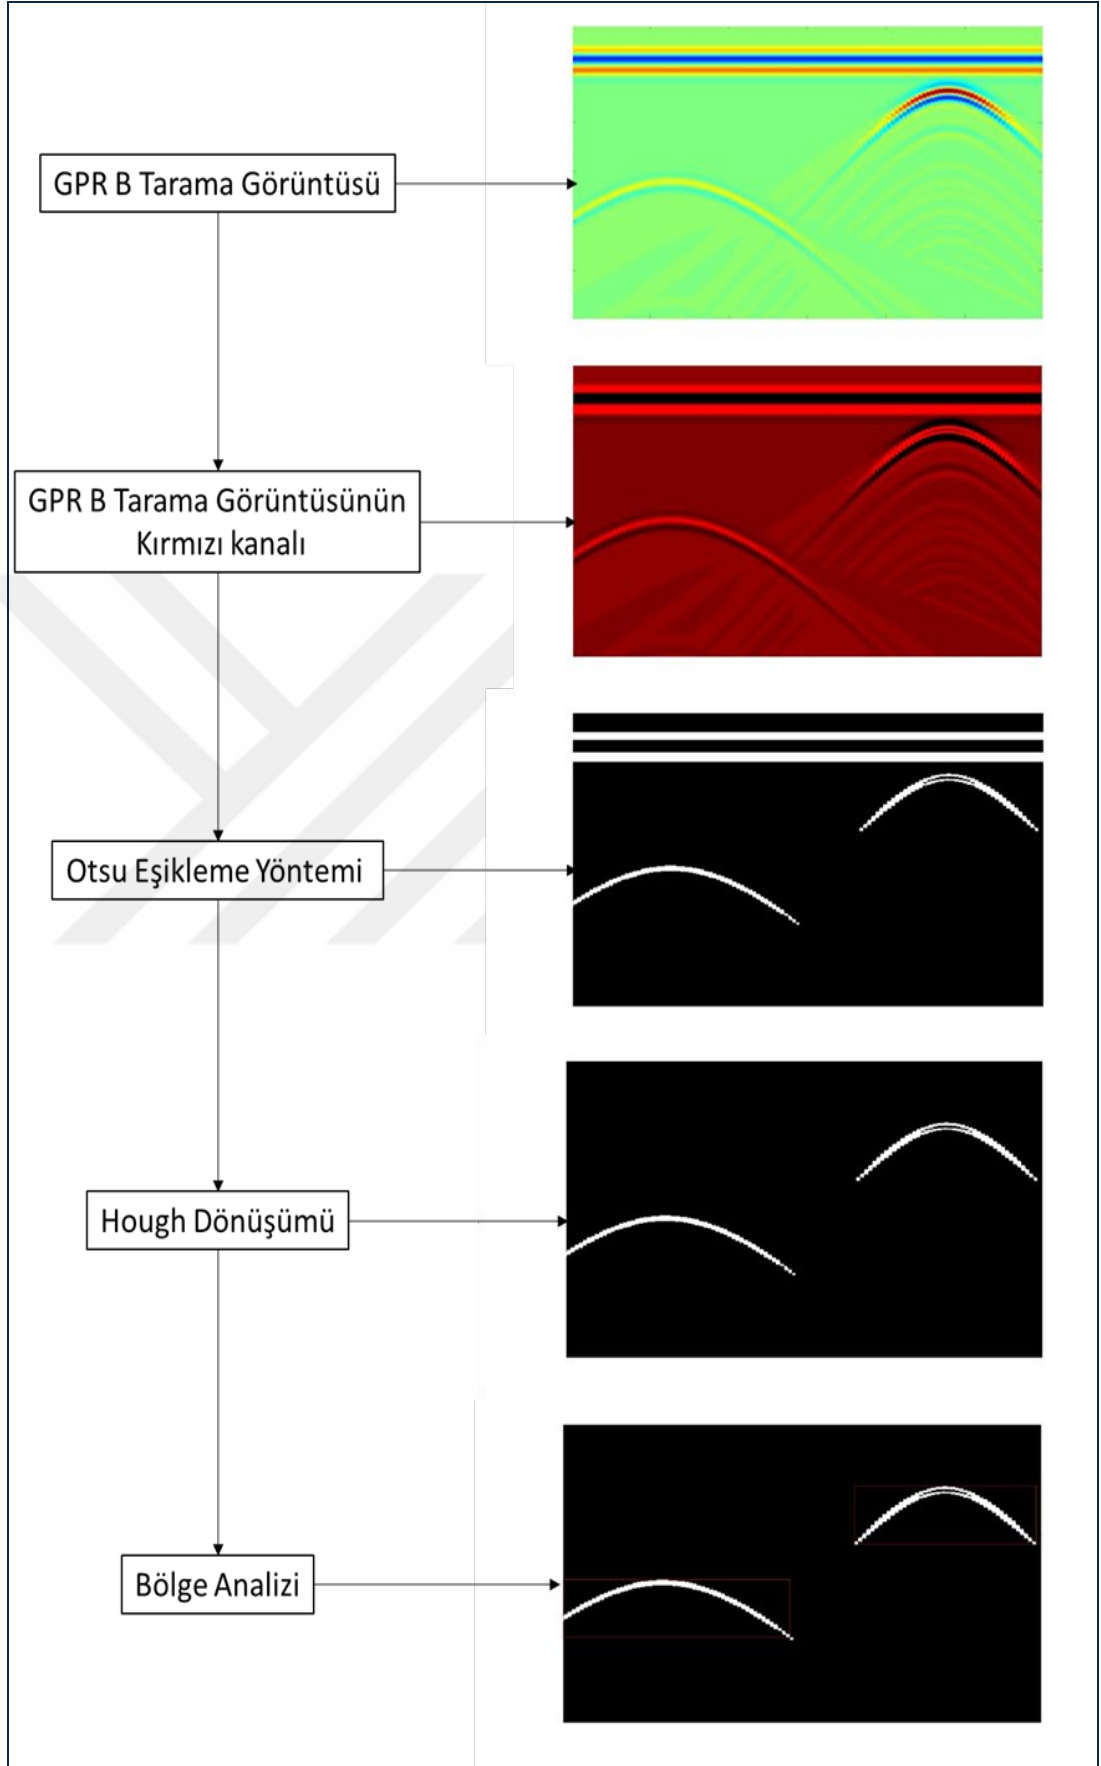 GPR B Tarama Görüntüsü
GPR B Tarama Görüntüsünün
Kırmızı kanalı
Otsu Eşikleme Yöntemi
Hough Dönüşümü
Bölge Analizi